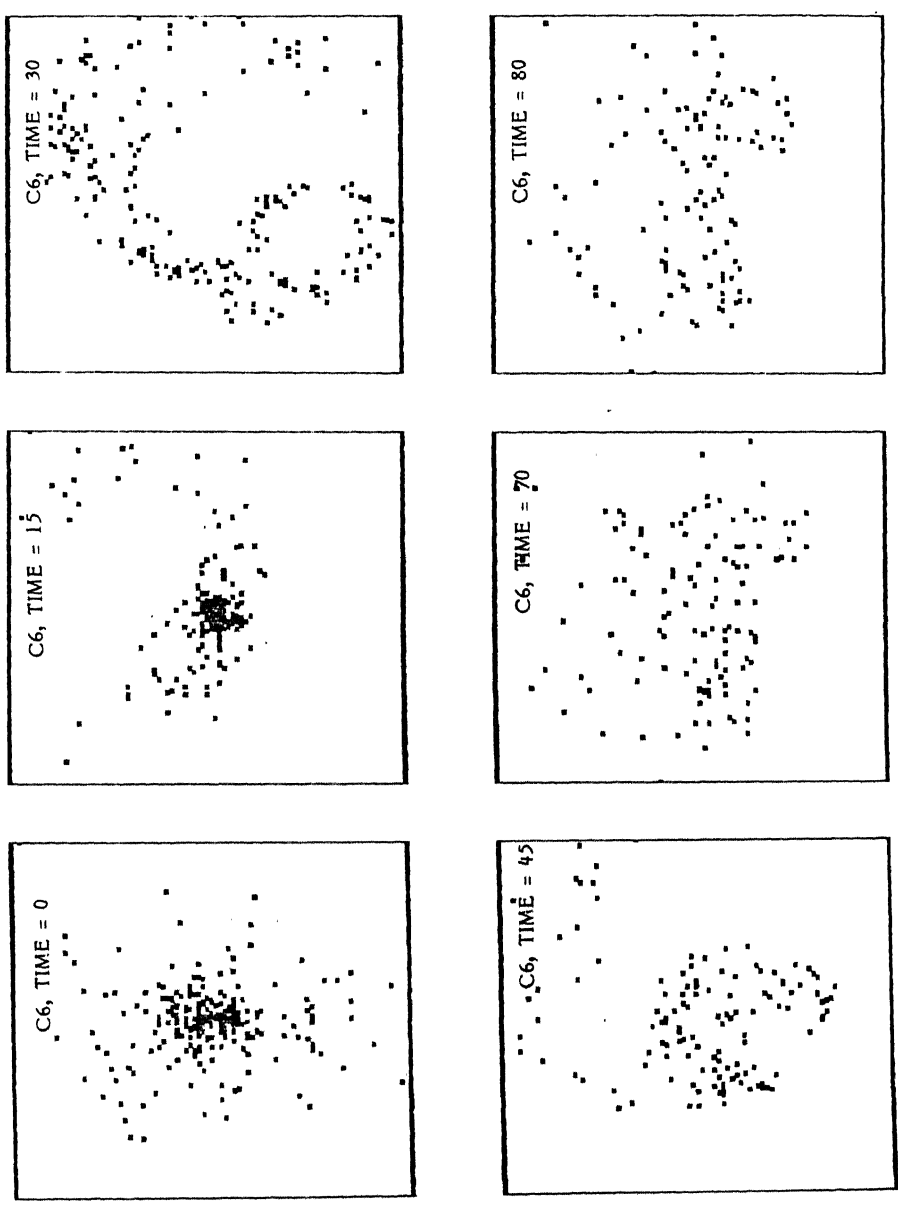 C6, TIME = 0
C6, TIME = 15
C6, TIME = 30
C6, TIME = 45
C6, TIME = 70
C6, TIME = 80